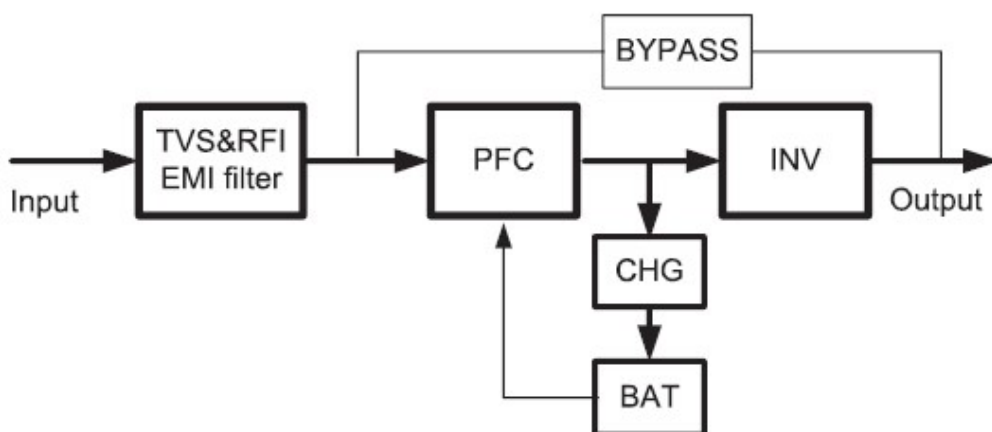 BYPASS
TVS&RFI
EMI filter
PFC
INV
Input
Output
CHG
BAT